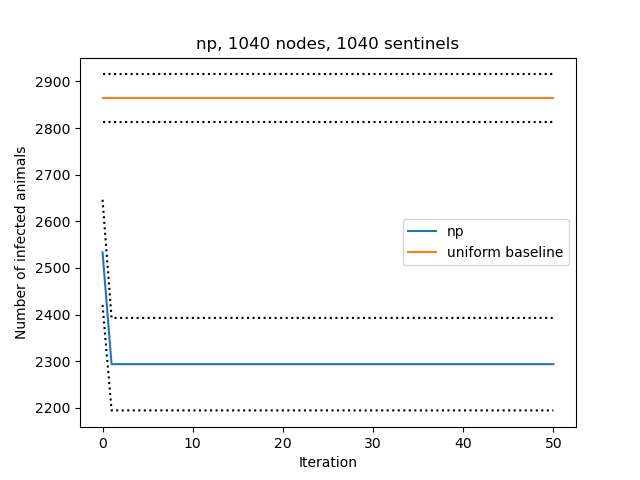 np, 1040 nodes, 1040 sentinels
2900
2800
2700
2600
2500
2400
2300
2200
Number of infected animals
np
uniform baseline
0 10 20 30 40 50
Iteration